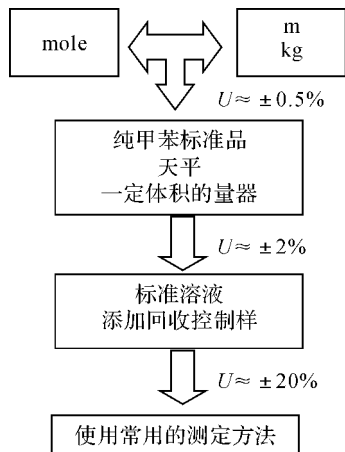 mole
m
kg
U≈ ±0.5%
纯甲苯标准品
天平
一定体积的量器
U≈ ±2%
标准溶液
添加回收控制样
U≈ ±20%
使用常用的测定方法